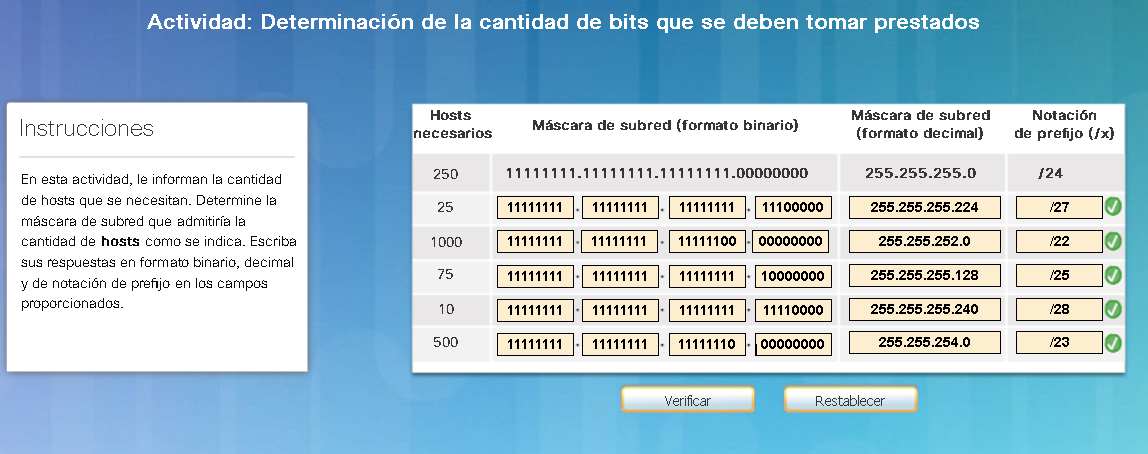 Actividad: Determinación de la cantidad de bits que se deben tomar prestados
Instrucciones
En esta actividad, le informan la cantidad
de hosts que se necesitan. Determine la
máscara de subred que admitiría la
cantidad de hosts como se indica. Escriba
sus respuestas en formato binario, decimal
y de notación de prefijo en los campos
proporcionados.
Hosts necesarios Máscara de subred (formato binario) Máscara de subred (formato decimal) Notación de prefijo (/x)
250 11111111.11111111.11111111.00000000 255.255.255.0 /24
25 11111111.11111111.11111111.11100000 255.255.255.224 /27
1000 11111111.11111111.11111100.00000000 255.255.252.0 /22
75 11111111.11111111.11111111.10000000 255.255.255.128 /25
10 11111111.11111111.11111111.11110000 255.255.255.240 /28
500 11111111.11111111.11111110.00000000 255.255.254.0 /23
Verificar Restablecer